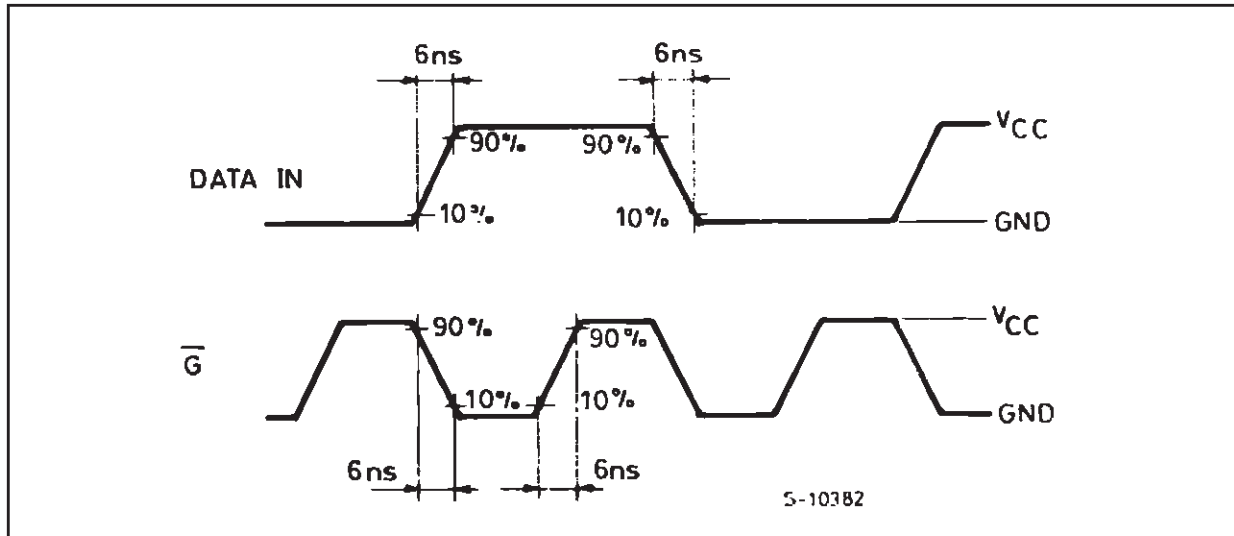 6ns 6ns
90% 90% VCC
DATA IN
10% 10% GND
90% 90% VCC
G̅
10% 10% GND
6ns 6ns
S-10382